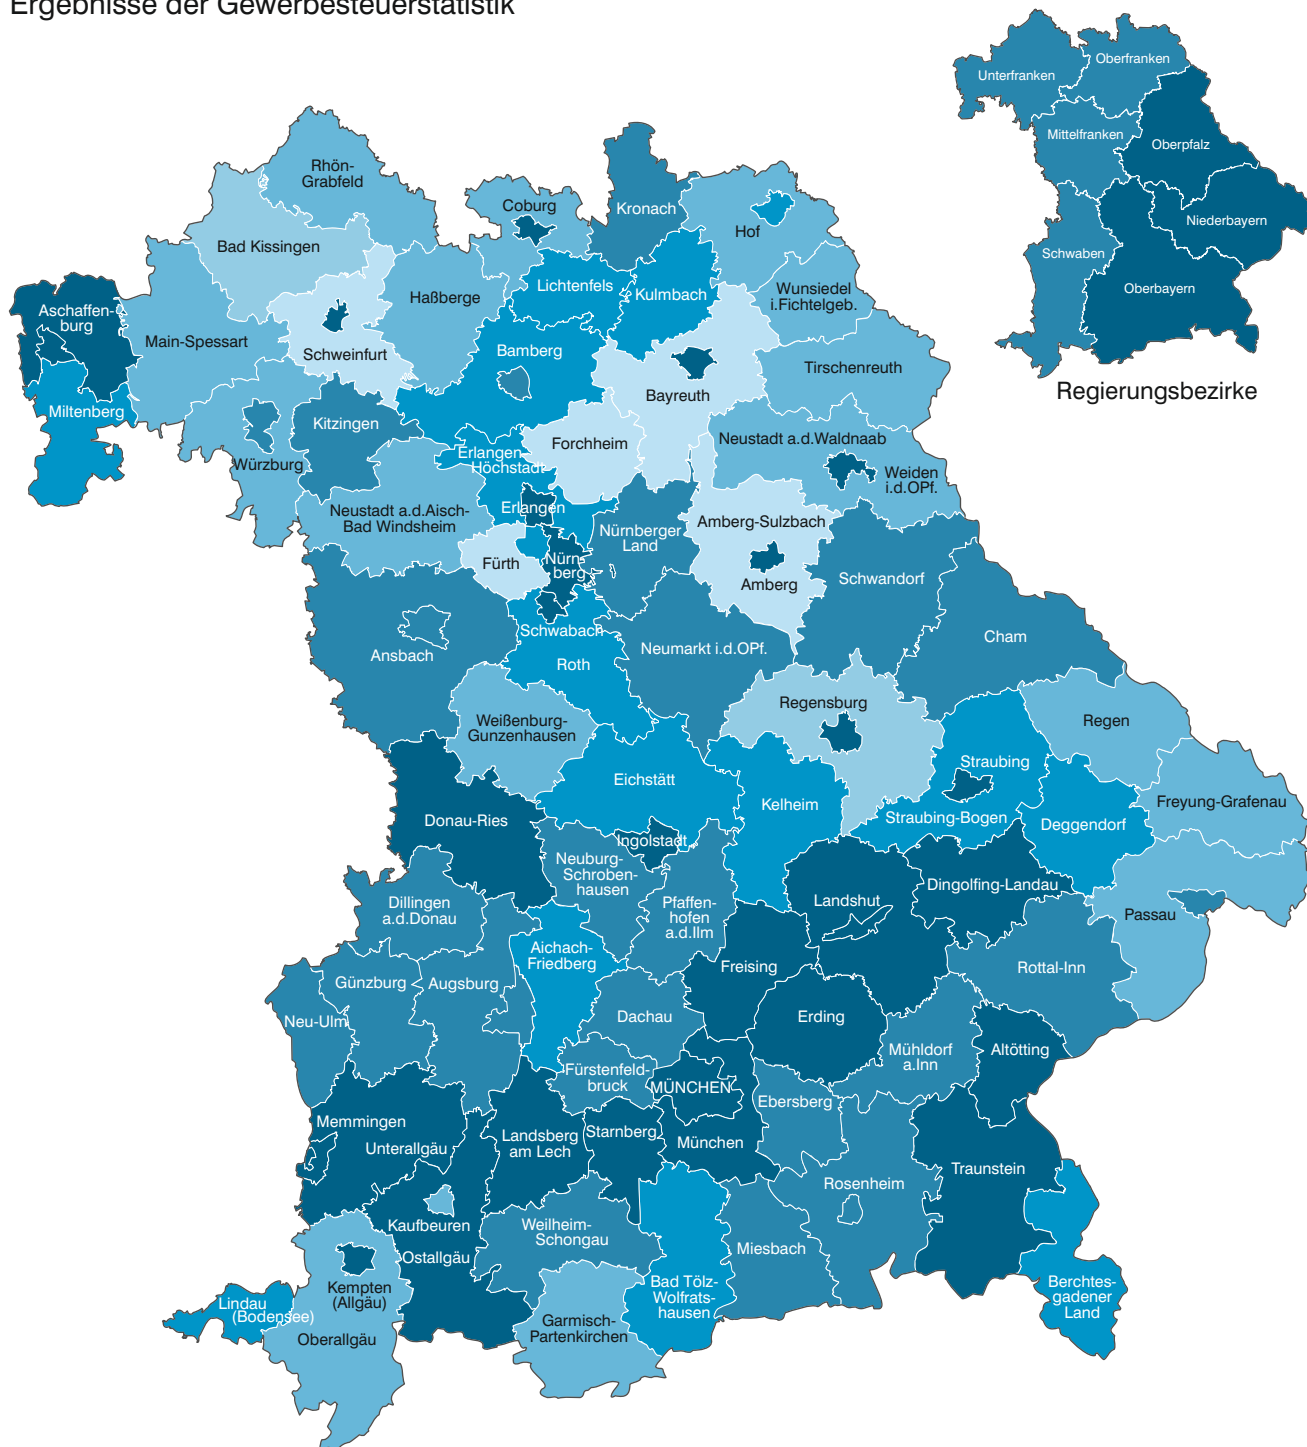 Ergebnisse der Gewerbesteuerstatistik
Unterfranken
Oberfranken
Mittelfranken
Oberpfalz
Niederbayern
Schwaben
Oberbayern
Regierungsbezirke
Rhön-
Grabfeld
Coburg
Kronach
Hof
Bad Kissingen
Lichtenfels
Kulmbach
Wunsiedel
i.Fichtelgeb.
Haßberge
Aschaffen-
burg
Main-Spessart
Schweinfurt
Bamberg
Tirschenreuth
Bayreuth
Miltenberg
Kitzingen
Forchheim
Neustadt a.d.Waldnaab
Würzburg
Erlangen-
Höchstadt
Weiden
i.d.OPf.
Neustadt a.d.Aisch-
Bad Windsheim
Erlangen
Nürnberger
Land
Amberg-Sulzbach
Fürth
Nürn-
berg
Amberg
Schwandorf
Schwabach
Cham
Ansbach
Roth
Neumarkt i.d.OPf.
Weißenburg-
Gunzenhausen
Regensburg
Regen
Eichstätt
Straubing
Kelheim
Freyung-Grafenau
Donau-Ries
Straubing-Bogen
Deggendorf
Ingolstadt
Neuburg-
Schroben-
hausen
Dingolfing-Landau
Dillingen
a.d.Donau
Pfaffen-
hofen
a.d.Ilm
Landshut
Passau
Aichach-
Friedberg
Freising
Rottal-Inn
Günzburg
Augsburg
Neu-Ulm
Dachau
Erding
Mühldorf
a.Inn
Altötting
Fürstenfeld-
bruck
MÜNCHEN
Ebersberg
Memmingen
Unterallgäu
Landsberg
am Lech
Starnberg
München
Traunstein
Rosenheim
Kaufbeuren
Weilheim-
Schongau
Miesbach
Ostallgäu
Kempten
(Allgäu)
Bad Tölz-
Wolfrats-
hausen
Berchtes-
gadener
Land
Lindau
(Bodensee)
Oberallgäu
Garmisch-
Partenkirchen